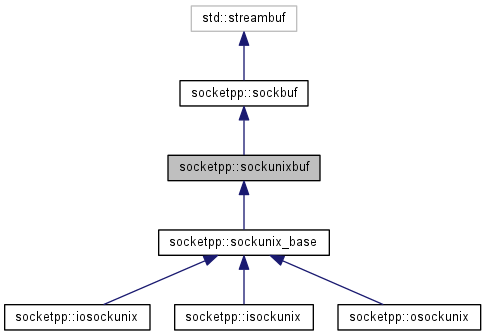 std::streambuf
socketpp::sockbuf
socketpp::sockunixbuf
socketpp::sockunix_base
socketpp::iosockunix
socketpp::isockunix
socketpp::osockunix